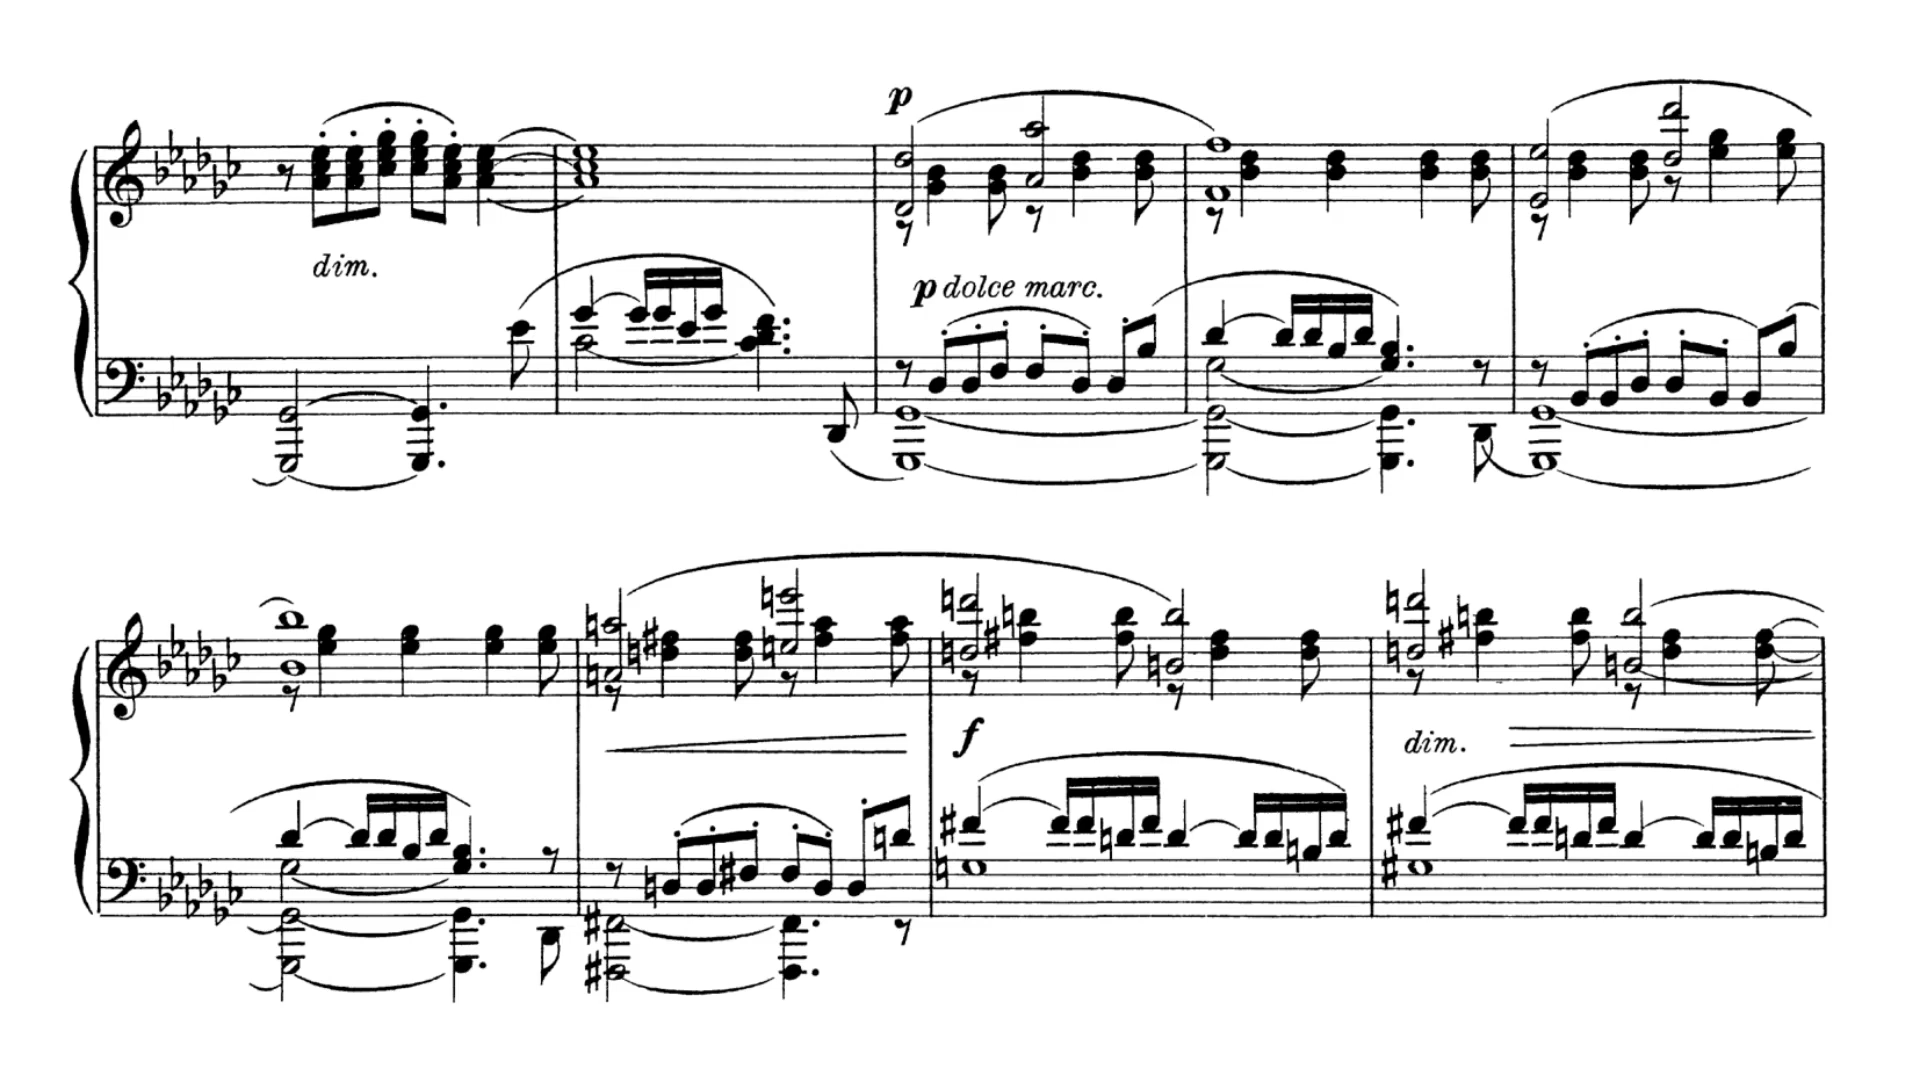 p
dim.
p dolce marc.
f
dim.